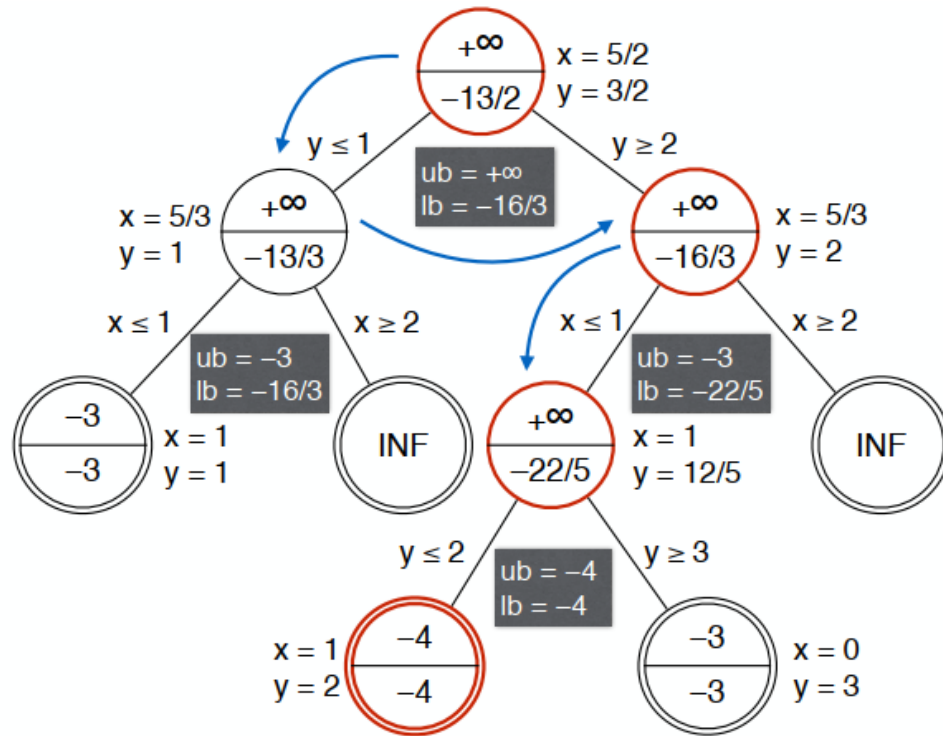 +∞
−13/2
x = 5/2
y = 3/2
y ≤ 1
y ≥ 2
ub = +∞
lb = −16/3
x = 5/3
y = 1
+∞
−13/3
+∞
−16/3
x = 5/3
y = 2
x ≤ 1
x ≥ 2
ub = −3
lb = −16/3
x ≤ 1
x ≥ 2
ub = −3
lb = −22/5
−3
−3
x = 1
y = 1
INF
+∞
−22/5
x = 1
y = 12/5
INF
y ≤ 2
y ≥ 3
ub = −4
lb = −4
x = 1
y = 2
−4
−4
−3
−3
x = 0
y = 3